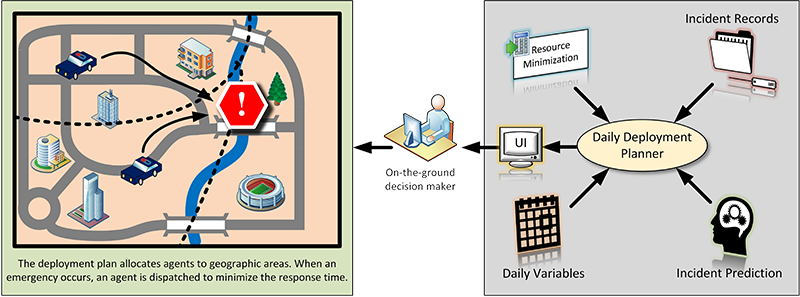 !
The deployment plan allocates agents to geographic areas. When an
emergency occurs, an agent is dispatched to minimize the response time.
On-the-ground
decision maker
Incident Records
Resource
Minimization
UI
Daily Deployment
Planner
Daily Variables
Incident Prediction